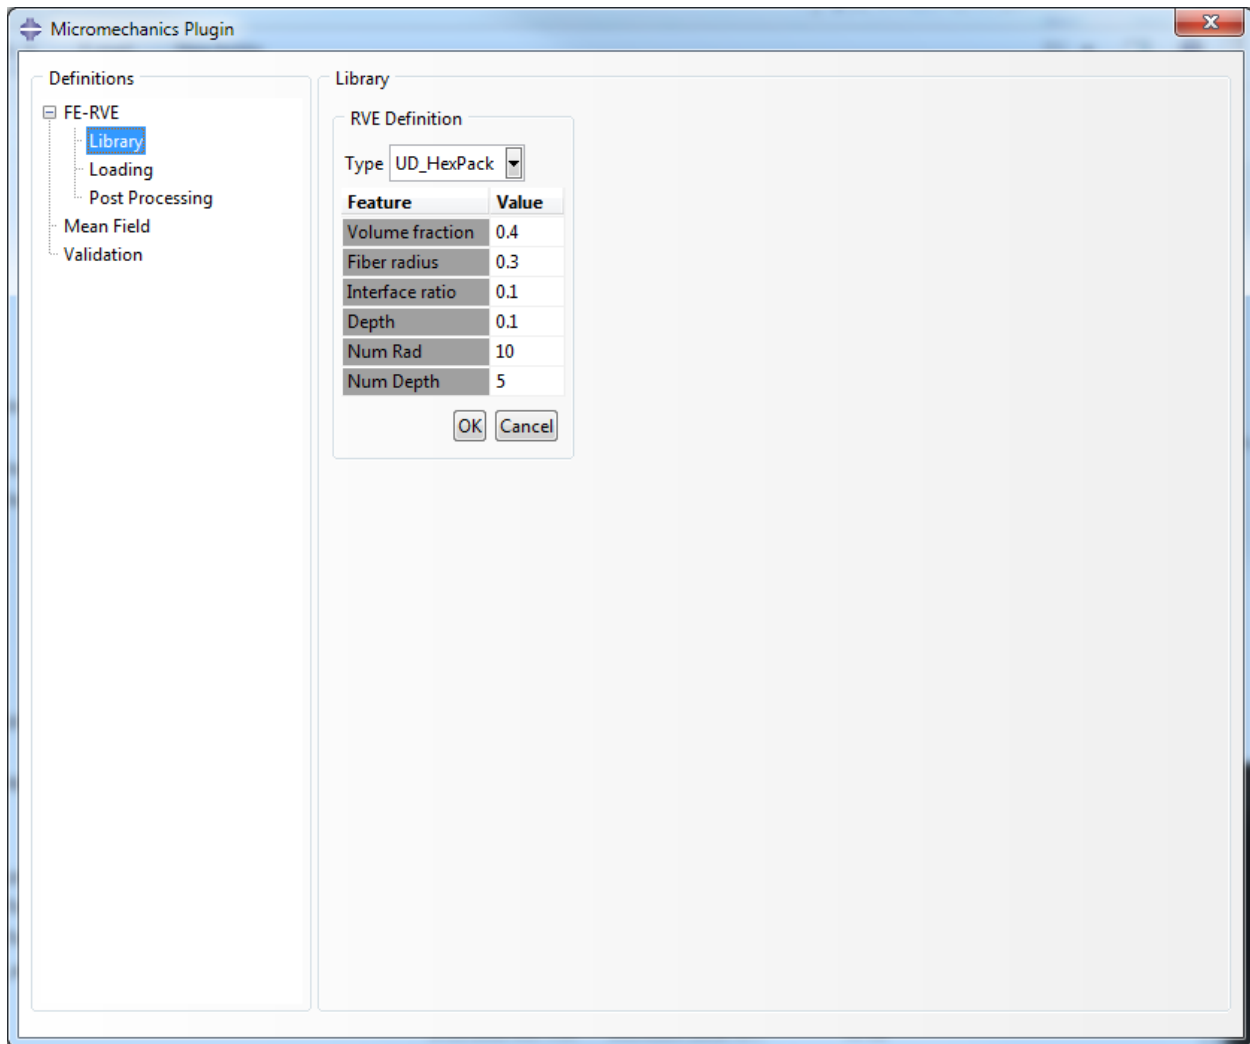 Micromechanics Plugin
Definitions
FE-RVE
Library
Loading
Post Processing
Mean Field
Validation
Library
RVE Definition
Type UD_HexPack
Feature Value
Volume fraction 0.4
Fiber radius 0.3
Interface ratio 0.1
Depth 0.1
Num Rad 10
Num Depth 5
OK Cancel